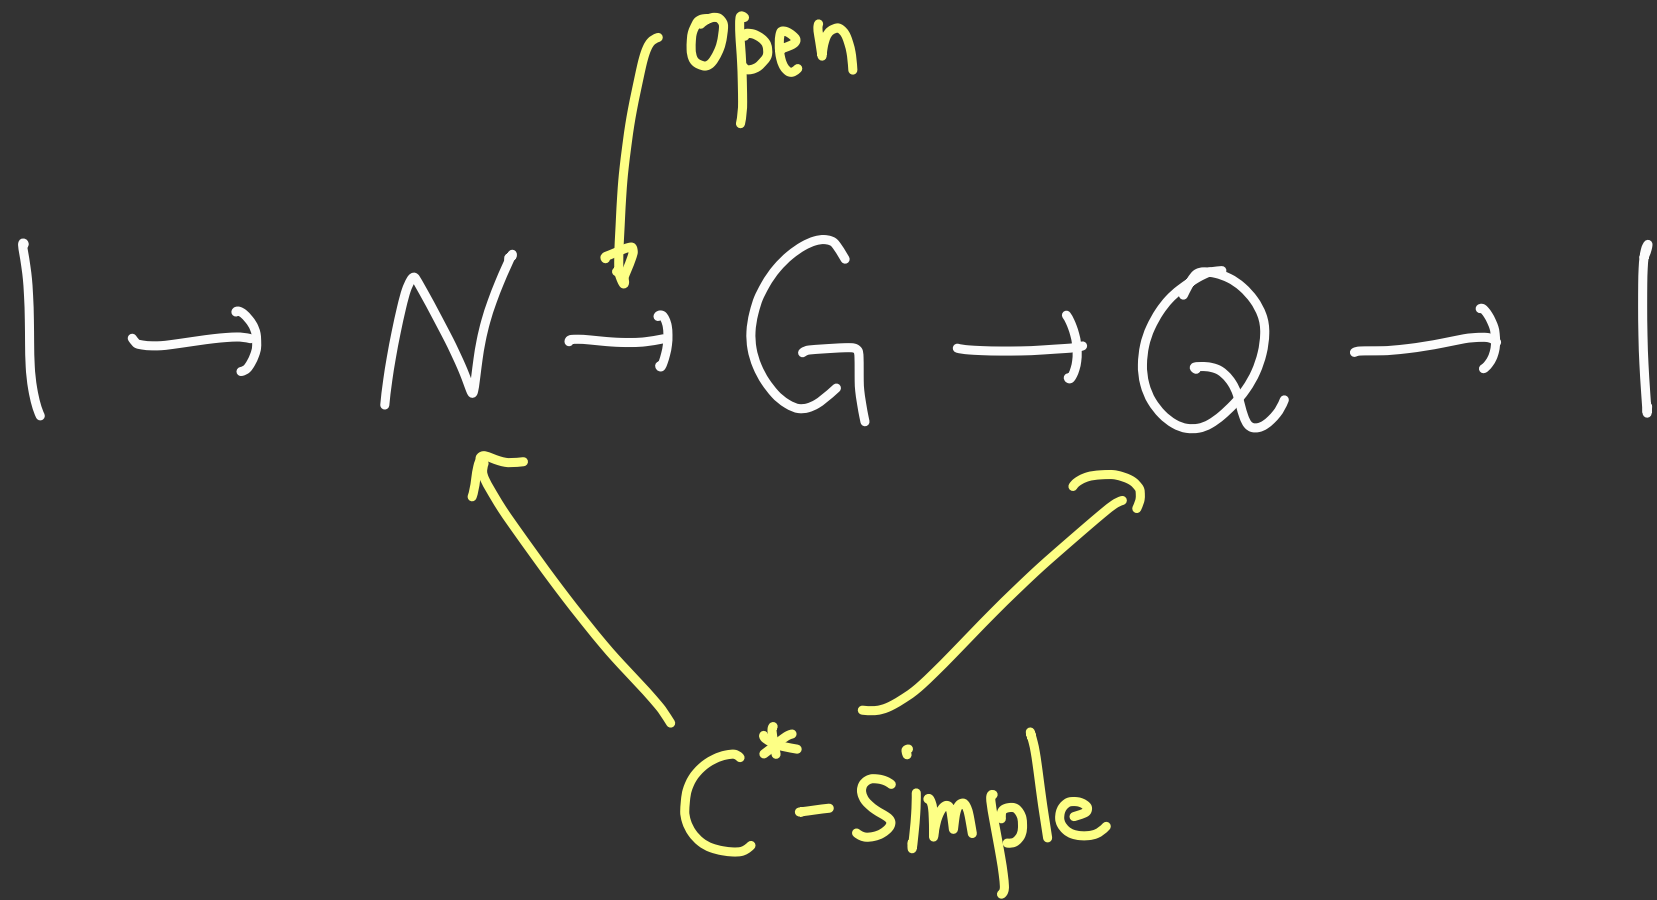 open
1 → N → G → Q → 1
C*-simple